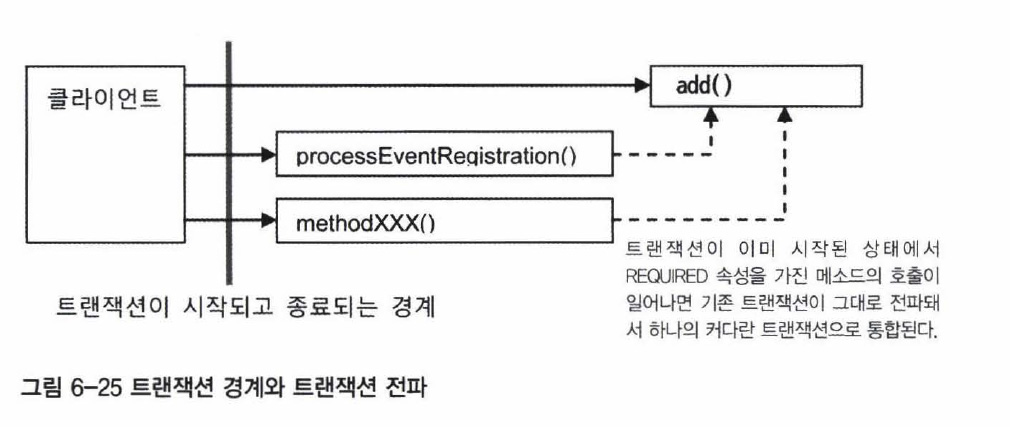 클라이언트
add()
processEventRegistration()
methodXXX()
트랜잭션이 이미 시작된 상태에서
REQUIRED 속성을 가진 메소드의 호출이
일어나면 기존 트랜잭션이 그대로 전파돼
서 하나의 커다란 트랜잭션으로 통합된다.
트랜잭션이 시작되고 종료되는 경계
그림 6-25 트랜잭션 경계와 트랜잭션 전파